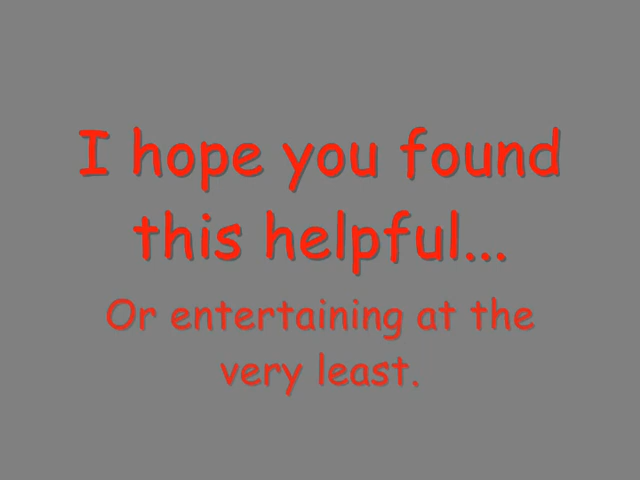 I hope you found
this helpful...
Or entertaining at the
very least.